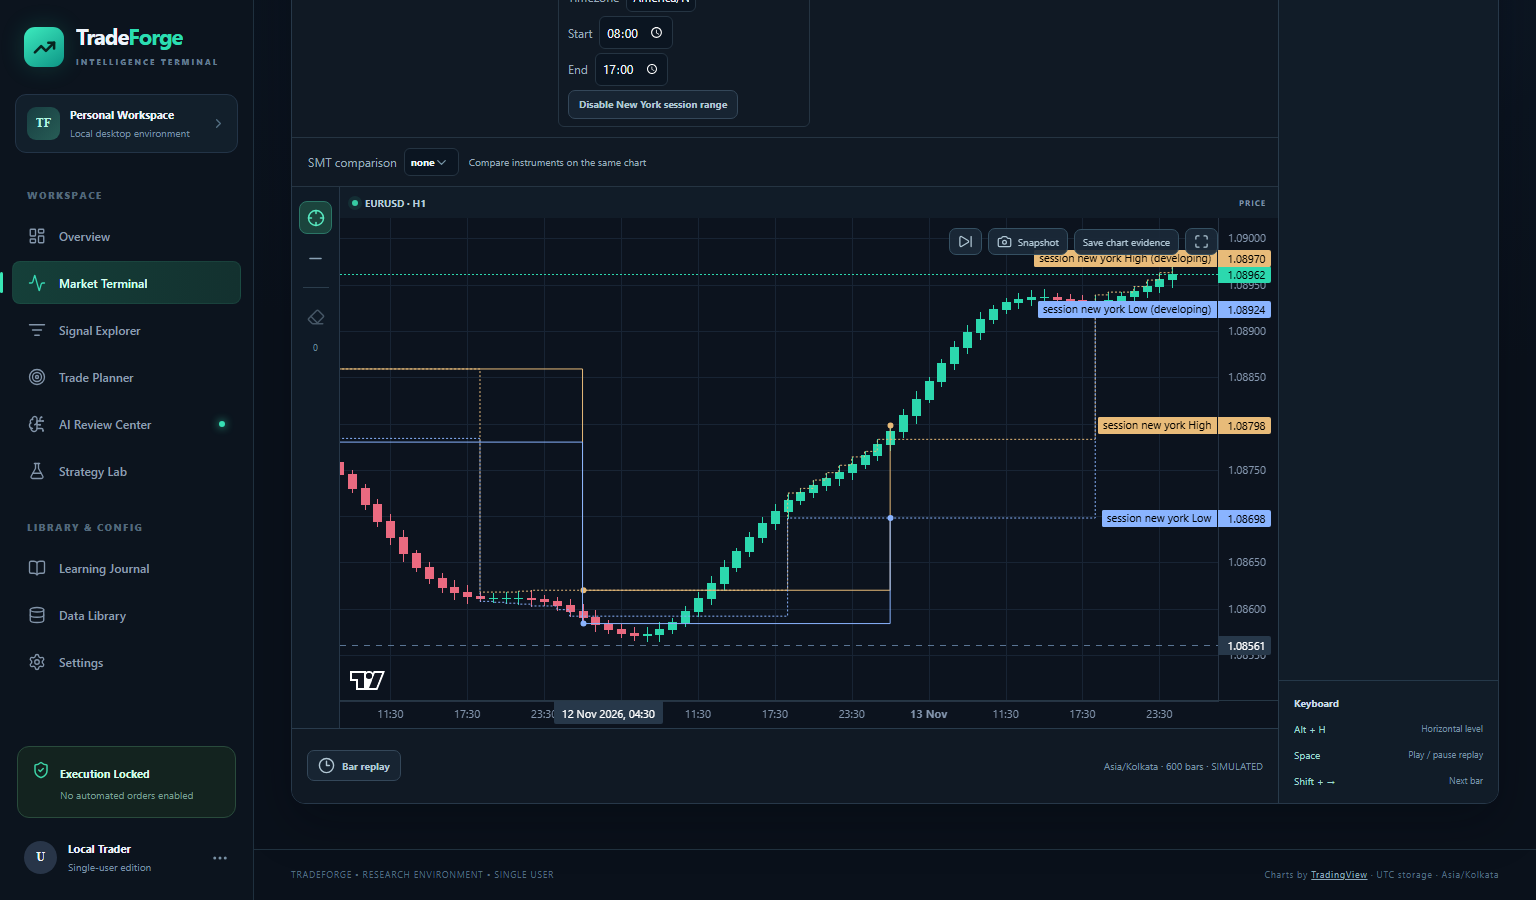 TradeForge
INTELLIGENCE TERMINAL
TF
Personal Workspace
Local desktop environment
WORKSPACE
Overview
Market Terminal
Signal Explorer
Trade Planner
AI Review Center
Strategy Lab
LIBRARY & CONFIG
Learning Journal
Data Library
Settings
Execution Locked
No automated orders enabled
U
Local Trader
Single-user edition
Start 08:00
End 17:00
Disable New York session range
SMT comparison none Compare instruments on the same chart
EURUSD · H1
PRICE
0
Snapshot
Save chart evidence
1.09000
session new york High (developing) 1.08970
1.08962
1.08950
session new york Low (developing) 1.08924
1.08900
1.08850
session new york High 1.08798
1.08750
session new york Low 1.08698
1.08650
1.08600
1.08561
11:30 17:30 23:30 12 Nov 2026, 04:30 11:30 17:30 23:30 13 Nov 11:30 17:30 23:30
Bar replay
Asia/Kolkata · 600 bars · SIMULATED
Keyboard
Alt + H Horizontal level
Space Play / pause replay
Shift + → Next bar
TRADEFORGE • RESEARCH ENVIRONMENT • SINGLE USER
Charts by TradingView · UTC storage · Asia/Kolkata